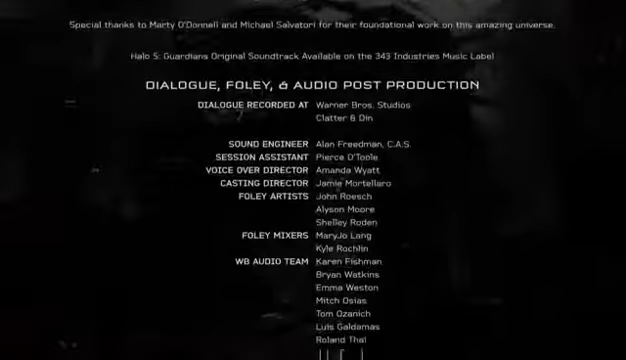 Special thanks to Marty O'Donnell and Michael Salvatori for their foundational work on this amazing universe.
Halo 5: Guardians Original Soundtrack Available on the 343 Industries Music Label
DIALOGUE, FOLEY, & AUDIO POST PRODUCTION
DIALOGUE RECORDED AT Warner Bros. Studios
Clatter & Din
SOUND ENGINEER Alan Freedman, C.A.S.
SESSION ASSISTANT Pierce O'Toole
VOICE OVER DIRECTOR Amanda Wyatt
CASTING DIRECTOR Jamie Mortellaro
FOLEY ARTISTS John Roesch
Alyson Moore
Shelley Roden
FOLEY MIXERS MaryJo Lang
Kyle Rochlin
WB AUDIO TEAM Karen Fishman
Bryan Watkins
Emma Weston
Mitch Osias
Tom Ozanich
Luis Galdamas
Roland Thai